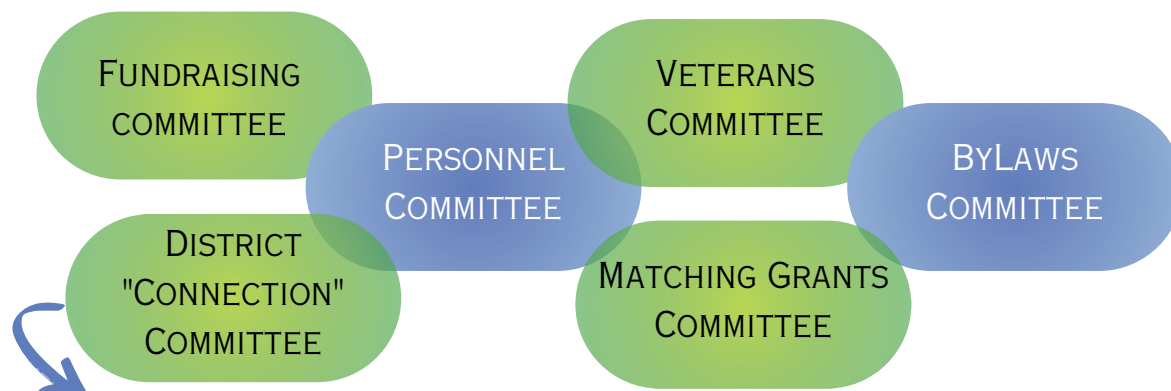 Fundraising
committee
Veterans
Committee
Personnel
Committee
ByLaws
Committee
District
"Connection"
Committee
Matching Grants
Committee